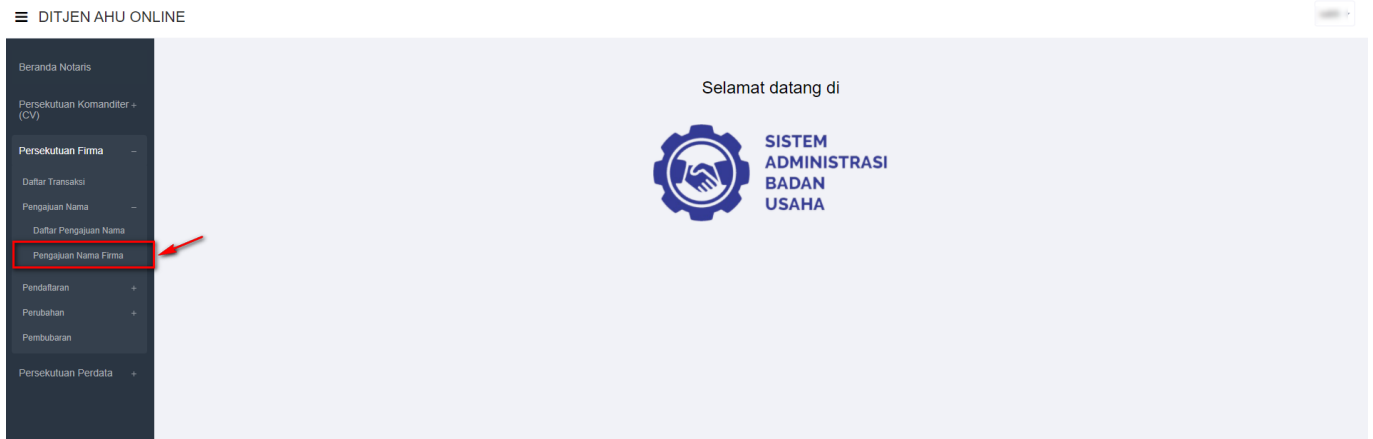 DITJEN AHU ONLINE
Beranda Notaris
Persekutuan Komanditer +
(CV)
Persekutuan Firma –
Daftar Transaksi
Pengajuan Nama –
Daftar Pengajuan Nama
Pengajuan Nama Firma
Pendaftaran +
Perubahan +
Pembubaran
Persekutuan Perdata +
Selamat datang di
SISTEM
ADMINISTRASI
BADAN
USAHA